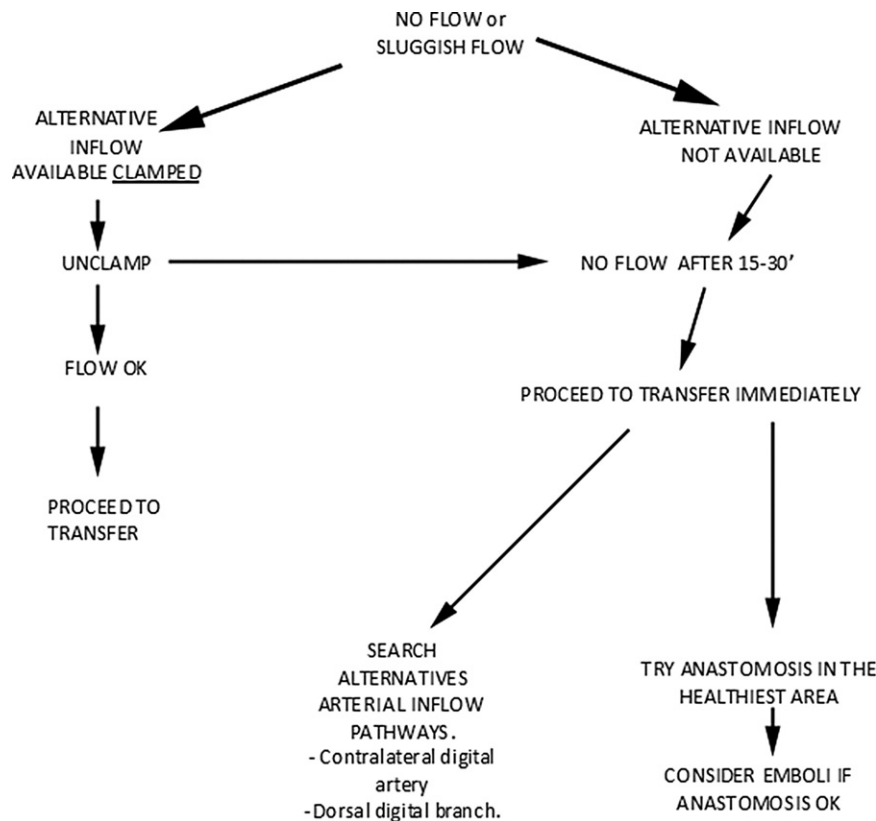 NO FLOW or
SLUGGISH FLOW
ALTERNATIVE
INFLOW
AVAILABLE CLAMPED
ALTERNATIVE INFLOW
NOT AVAILABLE
UNCLAMP
NO FLOW AFTER 15-30'
FLOW OK
PROCEED TO TRANSFER IMMEDIATELY
PROCEED TO
TRANSFER
SEARCH
ALTERNATIVES
ARTERIAL INFLOW
PATHWAYS.
- Contralateral digital
artery
-Dorsal digital branch.
TRY ANASTOMOSIS IN THE
HEALTHIEST AREA
CONSIDER EMBOLI IF
ANASTOMOSIS OK